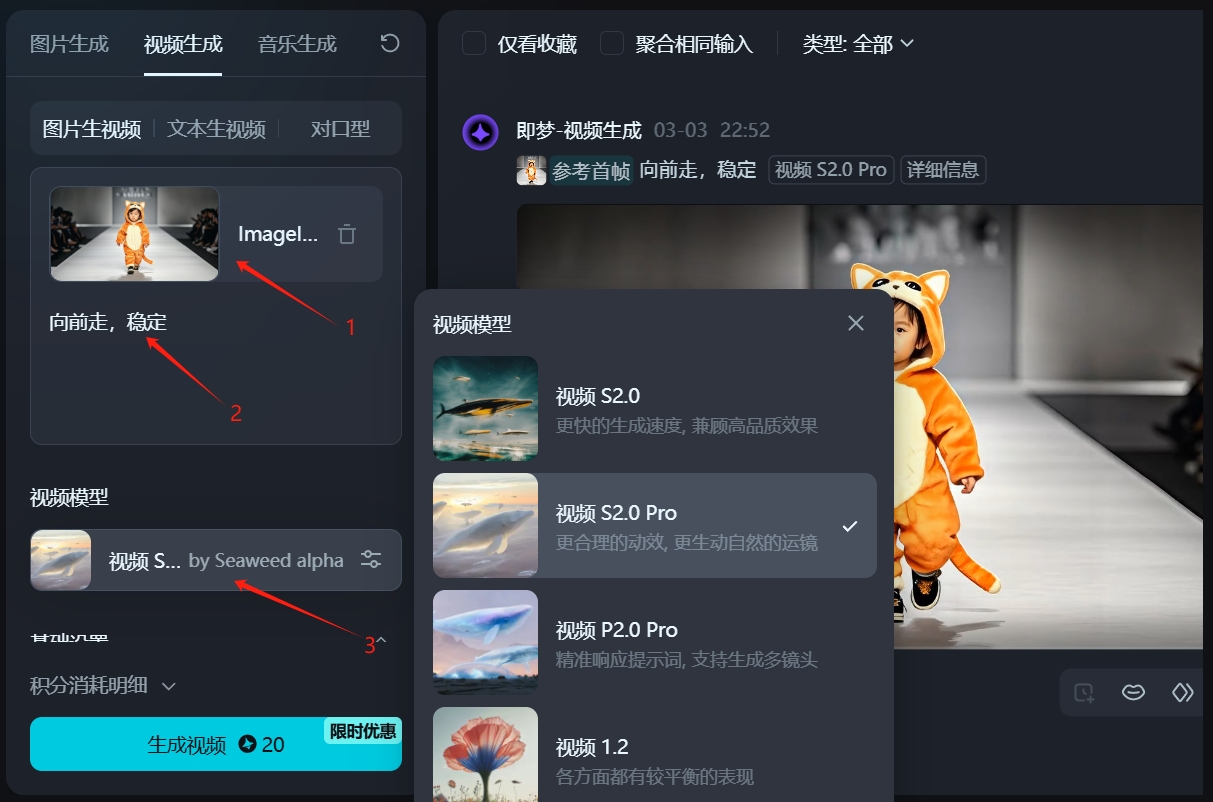 图片生成 视频生成 音乐生成
图片生视频 文本生视频 对口型
Imagel...
1
向前走，稳定
2
视频模型
视频 S... by Seaweed alpha
3
积分消耗明细
限时优惠
生成视频 20
仅看收藏 聚合相同输入 类型: 全部
即梦-视频生成 03-03 22:52
参考首帧 向前走，稳定 视频 S2.0 Pro 详细信息
视频模型
视频 S2.0
更快的生成速度, 兼顾高品质效果
视频 S2.0 Pro
更合理的动效, 更生动自然的运镜
视频 P2.0 Pro
精准响应提示词, 支持生成多镜头
视频 1.2
各方面都有较平衡的表现